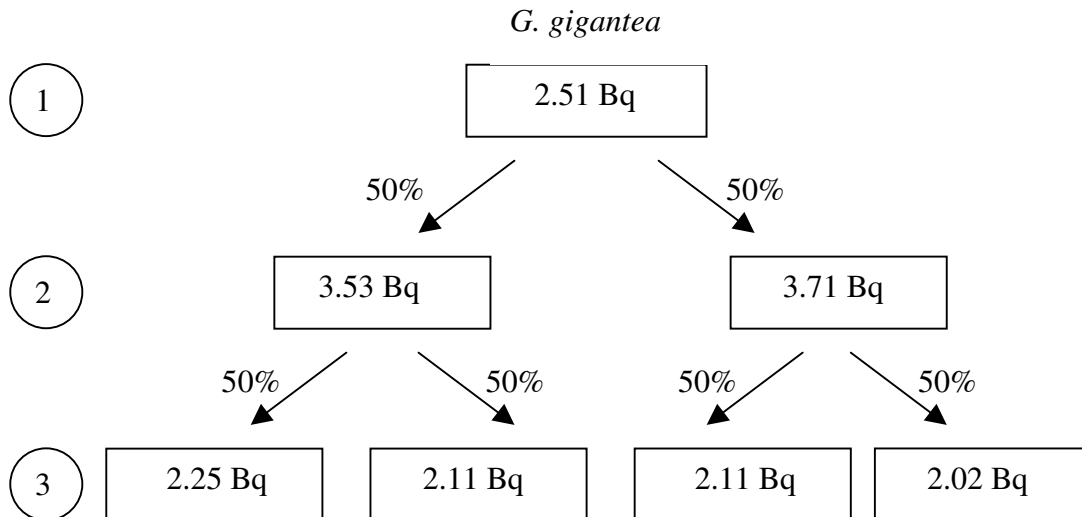 G. gigantea
1
2.51 Bq
50%
50%
2
3.53 Bq
3.71 Bq
50%
50%
50%
50%
3
2.25 Bq
2.11 Bq
2.11 Bq
2.02 Bq